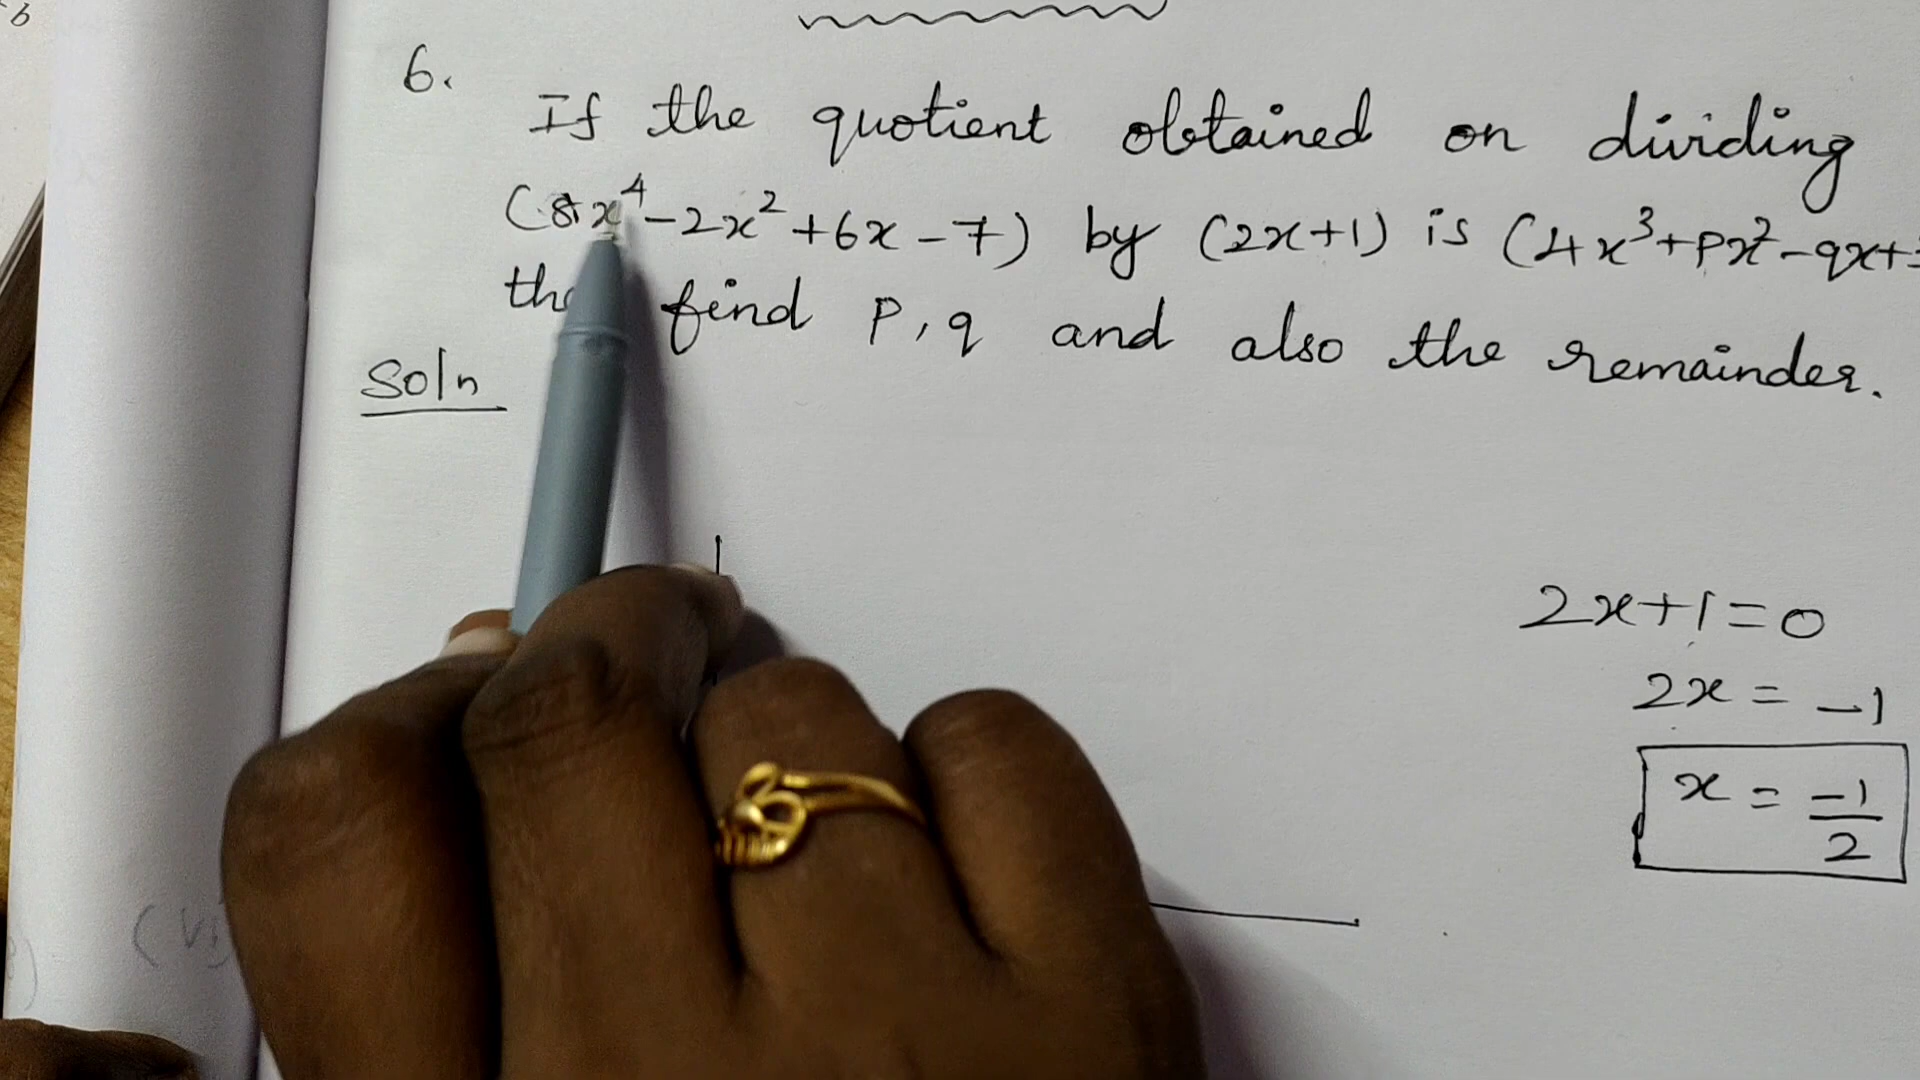 6.
If the quotient obtained on dividing
(8x⁴-2x²+6x-7) by (2x+1) is (4x³+px²-qx+
find p, q and also the remainder.
Soln
2x+1=0
2x = -1
x = -1/2